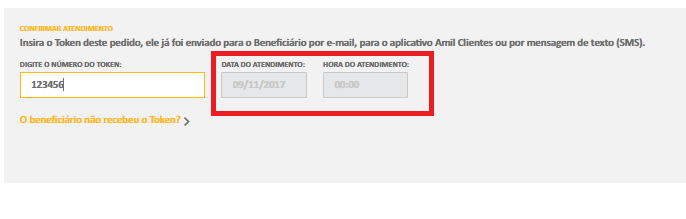 CONFIRMAR ATENDIMENTO
Insira o Token deste pedido, ele já foi enviado para o Beneficiário por e-mail, para o aplicativo Amil Clientes ou por mensagem de texto (SMS).
DIGITE O NÚMERO DO TOKEN: DATA DO ATENDIMENTO: HORA DO ATENDIMENTO:
123456 09/11/2017 00:00
O beneficiário não recebeu o Token? >